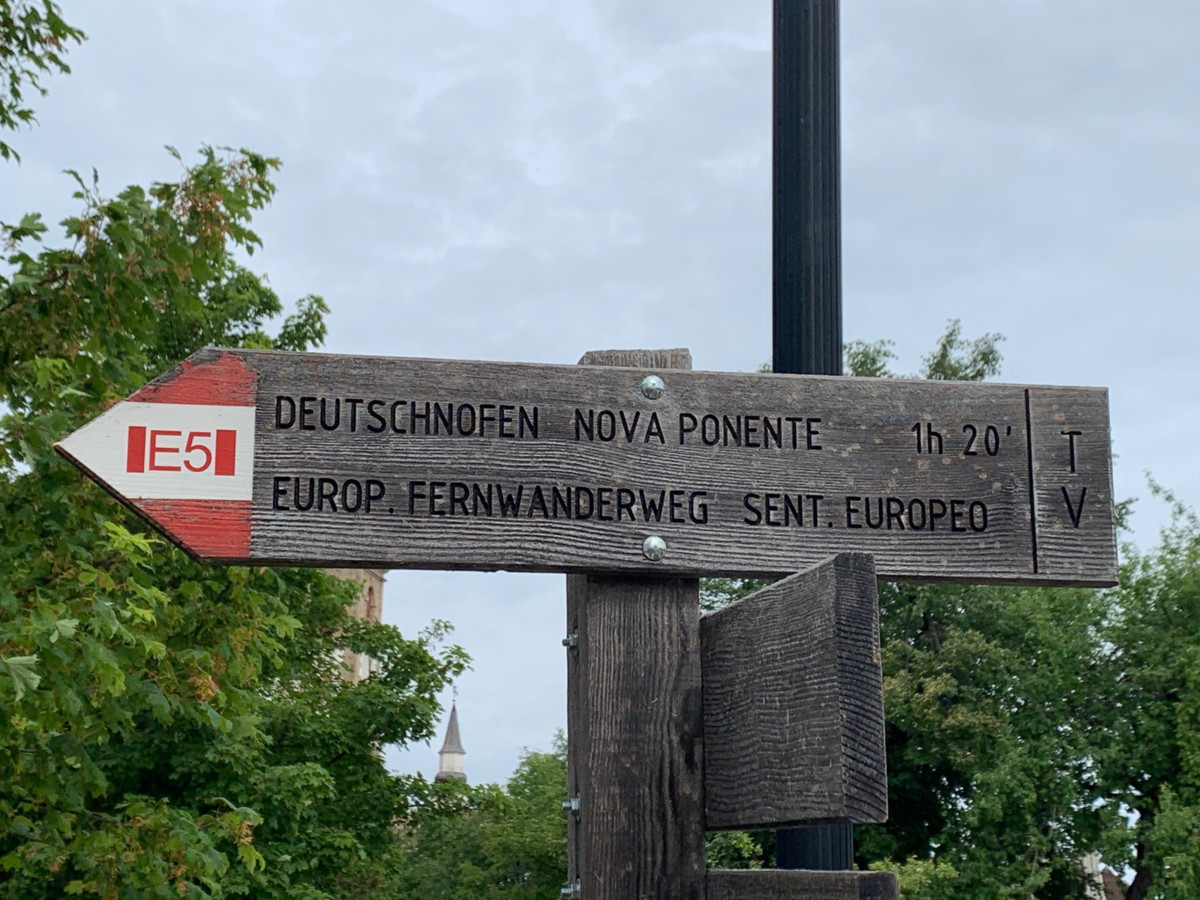 E5
DEUTSCHNOFEN NOVA PONENTE 1h 20'
EUROP. FERNWANDERWEG SENT. EUROPEO
T
V